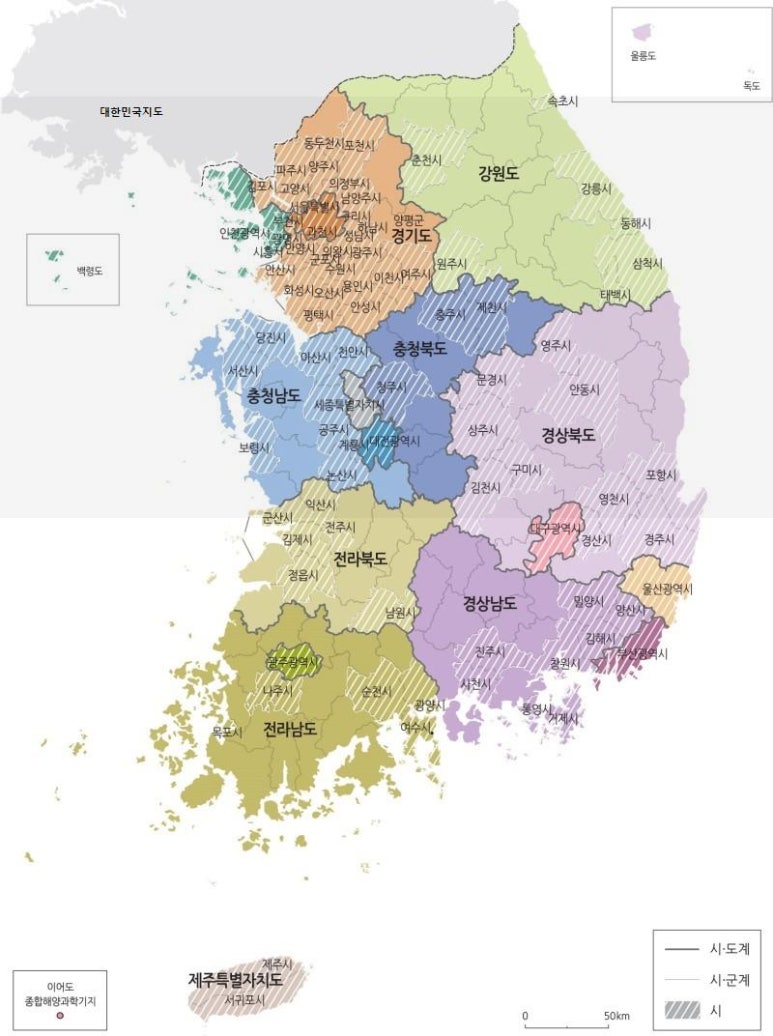 울릉도
독도
대한민국지도
속초시
동두천시
포천시
춘천시
강원도
파주시
양주시
의정부시
강릉시
김포시
고양시
남양주시
서울특별시
구리시
양평군
부천시
하남시
동해시
인천광역시
과천시
성남시
경기도
광명시
시흥시
안양시
의왕시
광주시
군포시
원주시
삼척시
안산시
수원시
이천시
여주시
백령도
화성시
오산시
용인시
태백시
평택시
안성시
충주시
제천시
당진시
아산시
천안시
충청북도
영주시
서산시
청주시
문경시
안동시
충청남도
세종특별자치시
공주시
상주시
경상북도
보령시
계룡시
대전광역시
논산시
구미시
포항시
김천시
영천시
익산시
군산시
전주시
대구광역시
경산시
경주시
김제시
전라북도
정읍시
울산광역시
경상남도
밀양시
양산시
남원시
김해시
부산광역시
진주시
창원시
광주광역시
나주시
순천시
사천시
광양시
통영시
거제시
목포시
전라남도
여수시
제주시
제주특별자치도
서귀포시
이어도
종합해양과학기지
0 50km
시·도계
시·군계
시